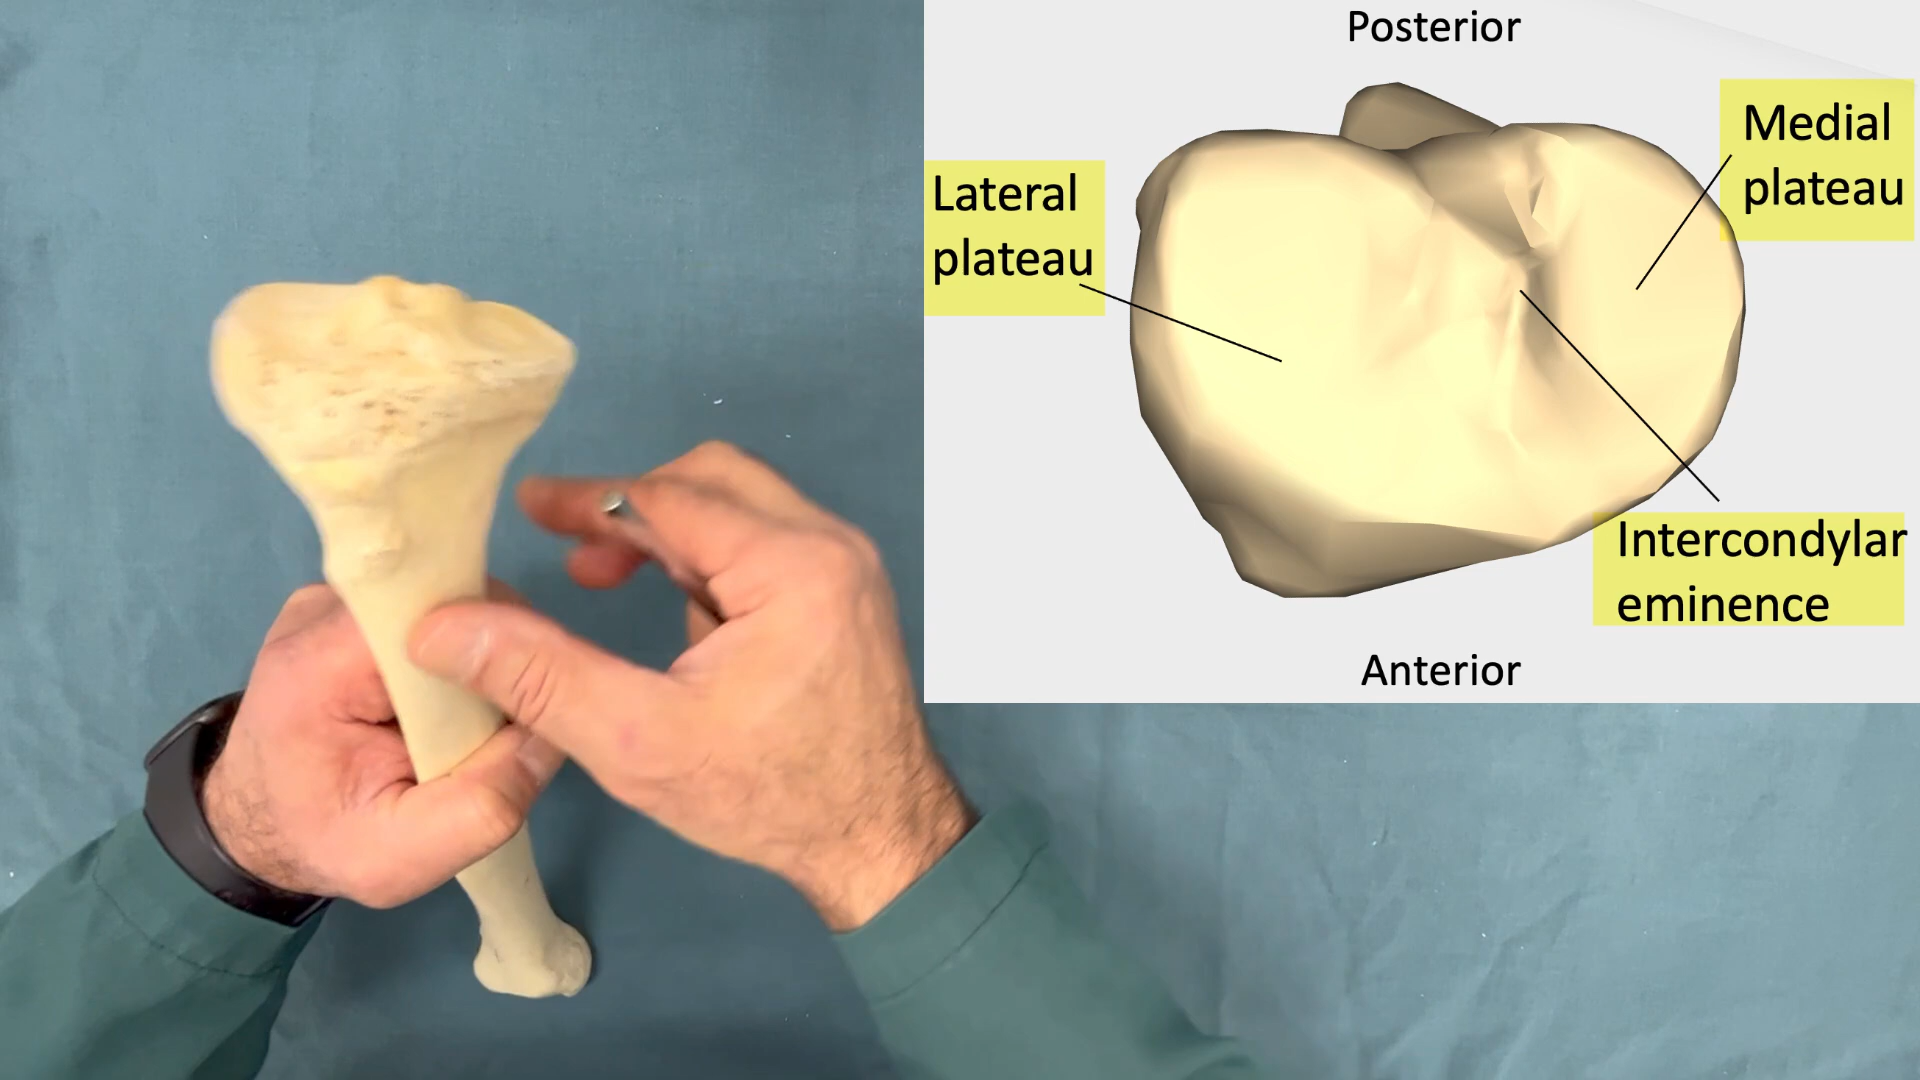 Posterior
Medial
plateau
Lateral
plateau
Intercondylar
eminence
Anterior